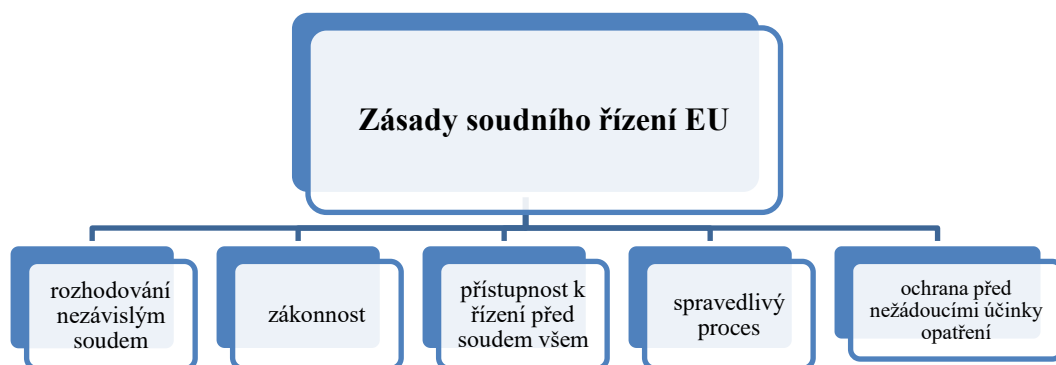 Zásady soudního řízení EU
rozhodování
nezávislým
soudem
zákonnost
přístupnost k
řízení před
soudem všem
spravedlivý
proces
ochrana před
nežádoucími účinky
opatření